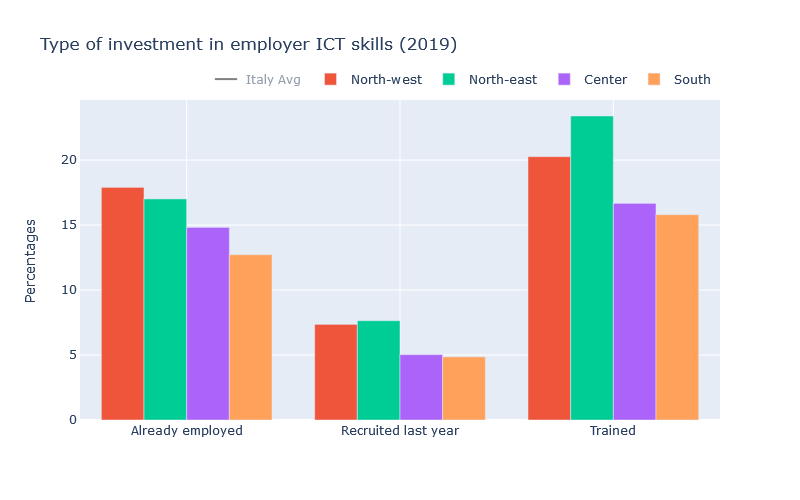 Type of investment in employer ICT skills (2019)
Italy Avg North-west North-east Center South
Percentages
20
15
10
5
0
Already employed Recruited last year Trained